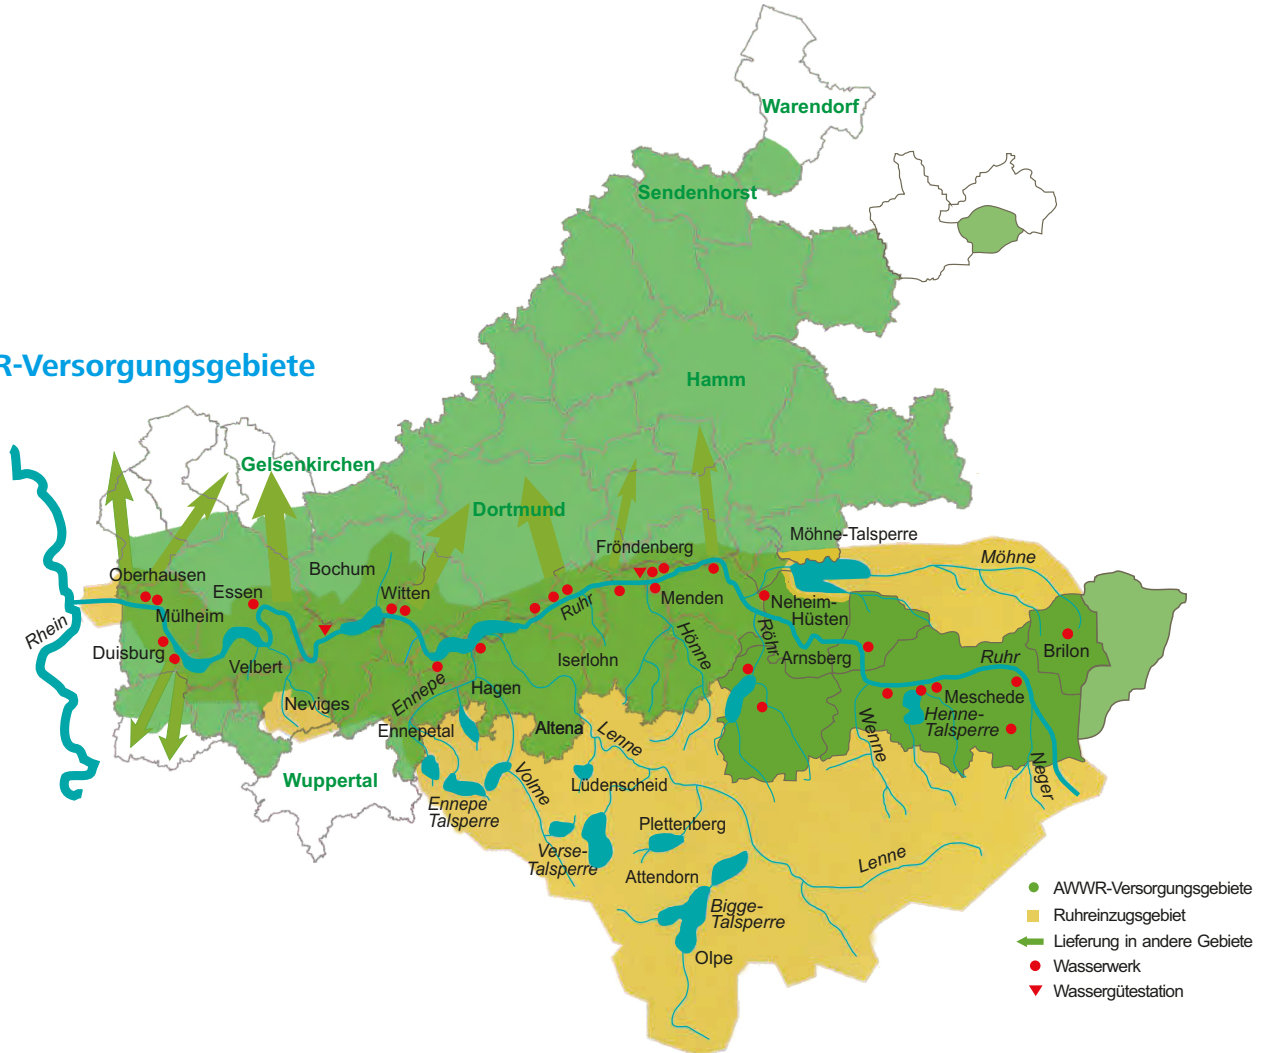 Warendorf
Sendenhorst
R-Versorgungsgebiete
Hamm
Gelsenkirchen
Dortmund
Möhne-Talsperre
Fröndenberg
Möhne
Bochum
Oberhausen
Essen
Witten
Mülheim
Ruhr
Menden
Neheim-
Hüsten
Rhein
Duisburg
Velbert
Iserlohn
Hönne
Röhr
Arnsberg
Ruhr
Brilon
Neviges
Ennepe
Hagen
Meschede
Henne-
Talsperre
Ennepetal
Altena
Lenne
Wenne
Neger
Wuppertal
Volme
Lüdenscheid
Ennepe
Talsperre
Plettenberg
Verse-
Talsperre
Lenne
Attendorn
Bigge-
Talsperre
Olpe
AWWR-Versorgungsgebiete
Ruhreinzugsgebiet
Lieferung in andere Gebiete
Wasserwerk
Wassergütestation